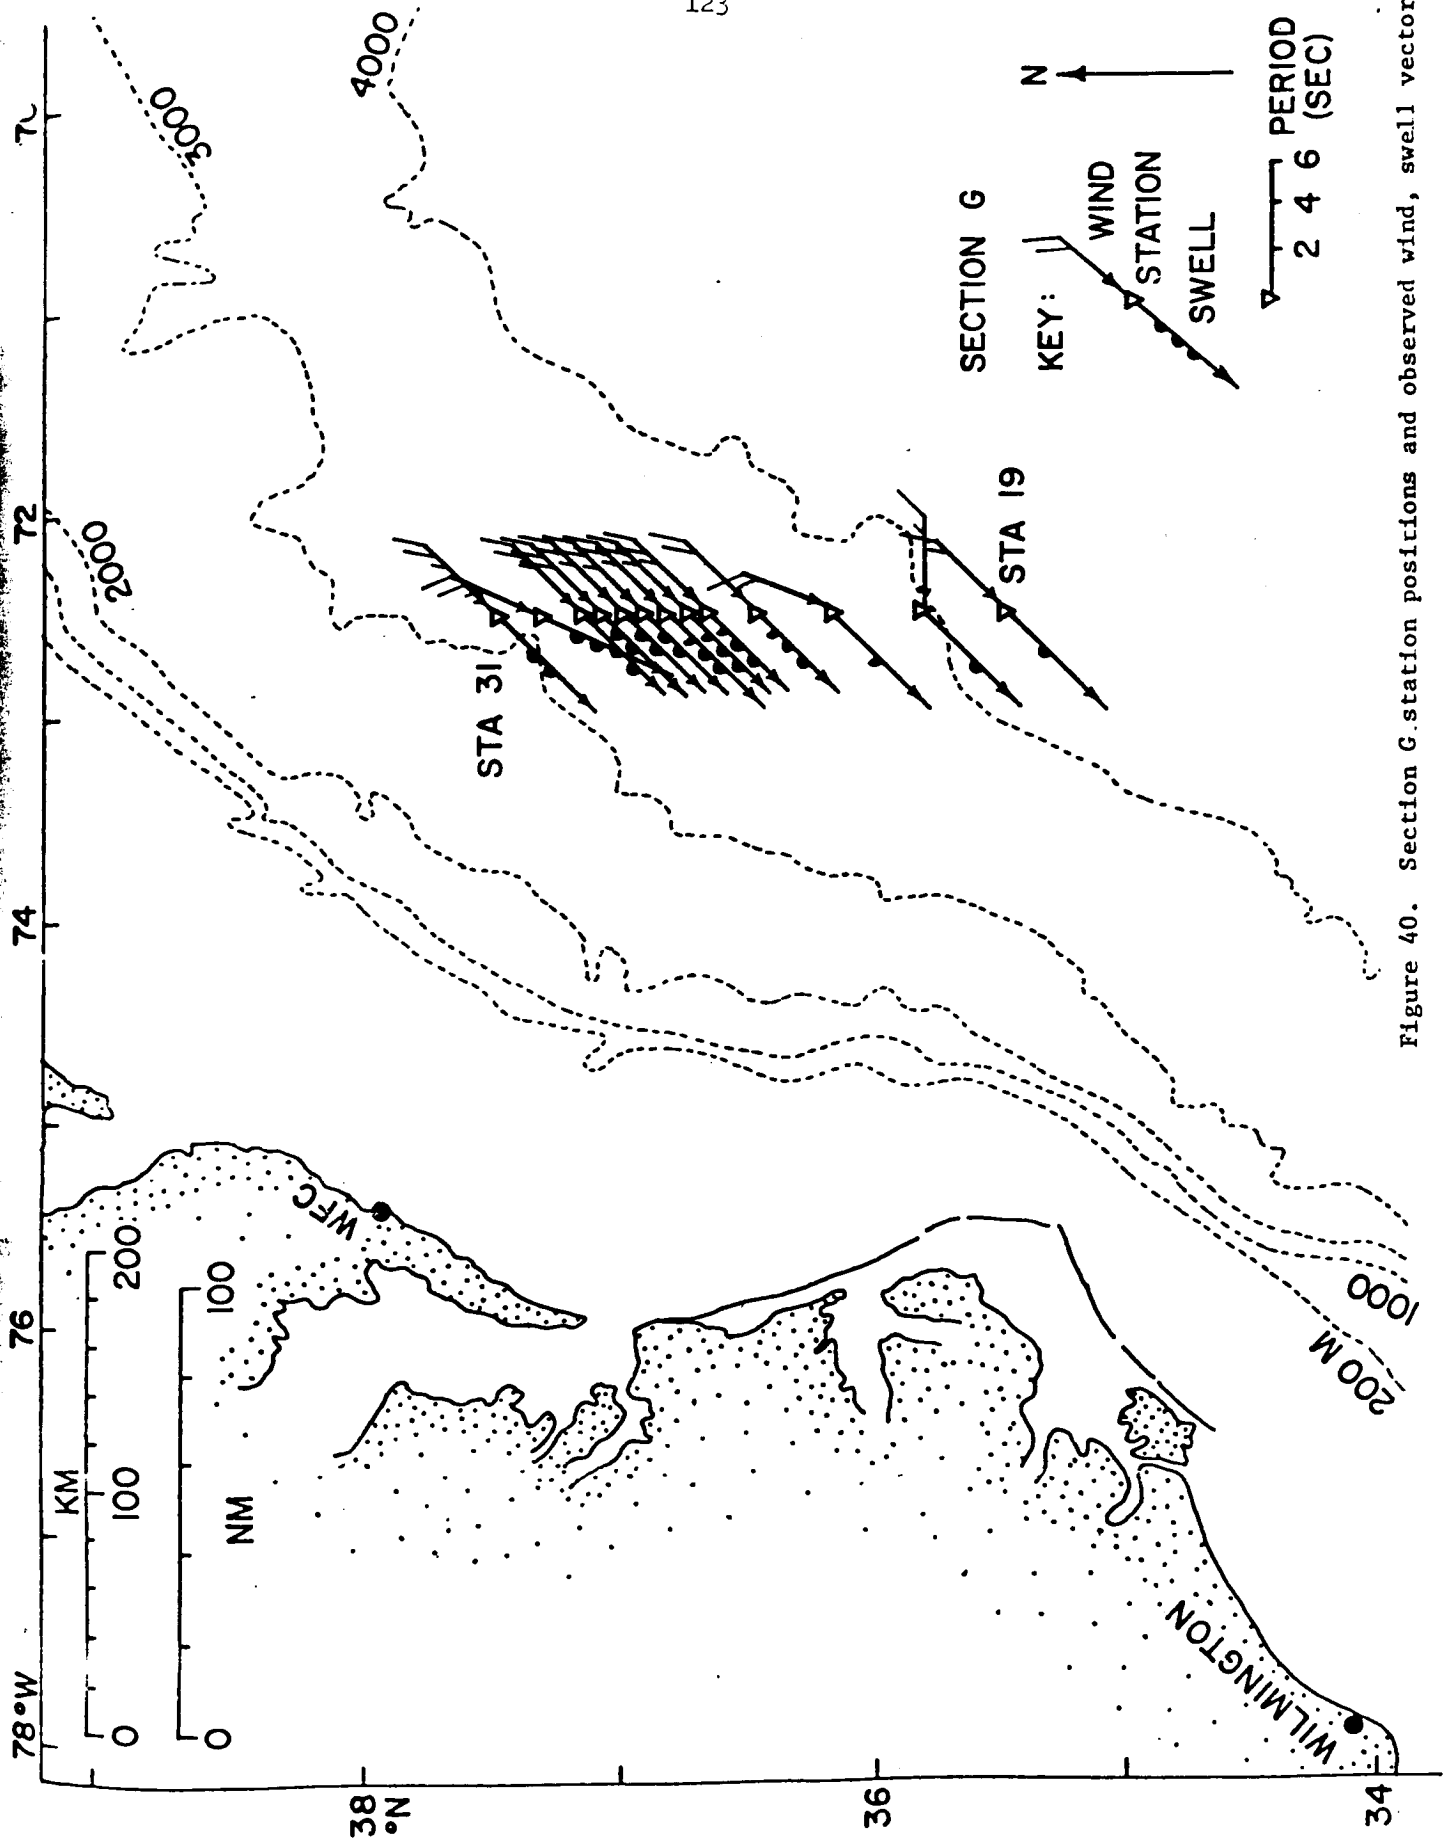 123
78°W
76
74
72
7
KM
0
100
200
NM
0
100
WFC
2000
3000
4000
38
°N
36
34
STA 31
STA 19
WILMINGTON
200 M
1000
SECTION G
KEY:
WIND
STATION
SWELL
N
2 4 6 PERIOD
(SEC)
Figure 40. Section G station positions and observed wind, swell vector